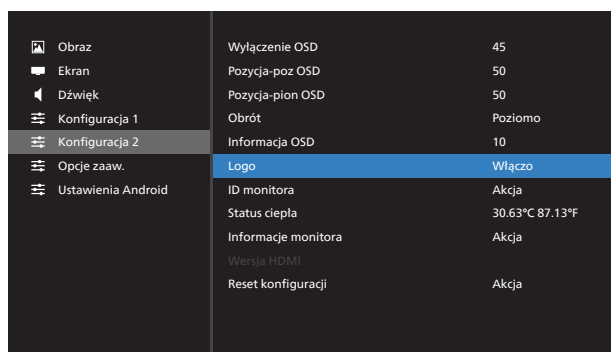 Obraz
Ekran
Dźwięk
Konfiguracja 1
Konfiguracja 2
Opcje zaaw.
Ustawienia Android
Wyłączenie OSD 45
Pozycja-poz OSD 50
Pozycja-pion OSD 50
Obrót Poziomo
Informacja OSD 10
Logo Włączo
ID monitora Akcja
Status ciepła 30.63°C 87.13°F
Informacje monitora Akcja
Wersja HDMI
Reset konfiguracji Akcja